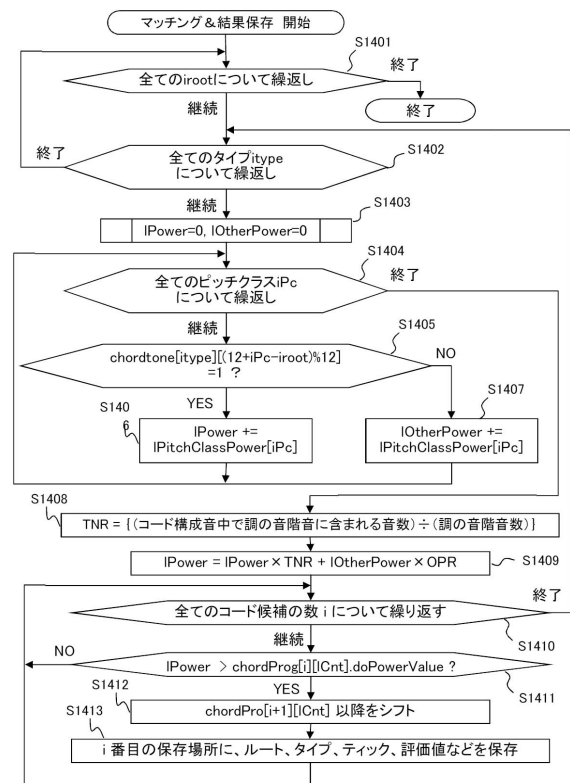 マッチング&結果保存 開始
S1401
全てのirootについて繰返し
終了
終了
継続
S1402
終了
全てのタイプitype
について繰返し
継続
S1403
lPower=0, lOtherPower=0
S1404
全てのピッチクラスiPc
について繰返し
終了
継続
S1405
chordtone[itype][(12+iPc-iroot)%12]
=1 ?
NO
YES
S140
6
S1407
lPower +=
lPitchClassPower[iPc]
lOtherPower +=
lPitchClassPower[iPc]
S1408
TNR = {(コード構成音中で調の音階音に含まれる音数)÷(調の音階音数)}
lPower = lPower×TNR + lOtherPower×OPR
S1409
終了
全てのコード候補の数 i について繰り返す
S1410
継続
NO
lPower > chordProg[i][lCnt].doPowerValue ?
S1411
YES
S1412
chordPro[i+1][lCnt] 以降をシフト
S1413
i 番目の保存場所に、ルート、タイプ、ティック、評価値などを保存